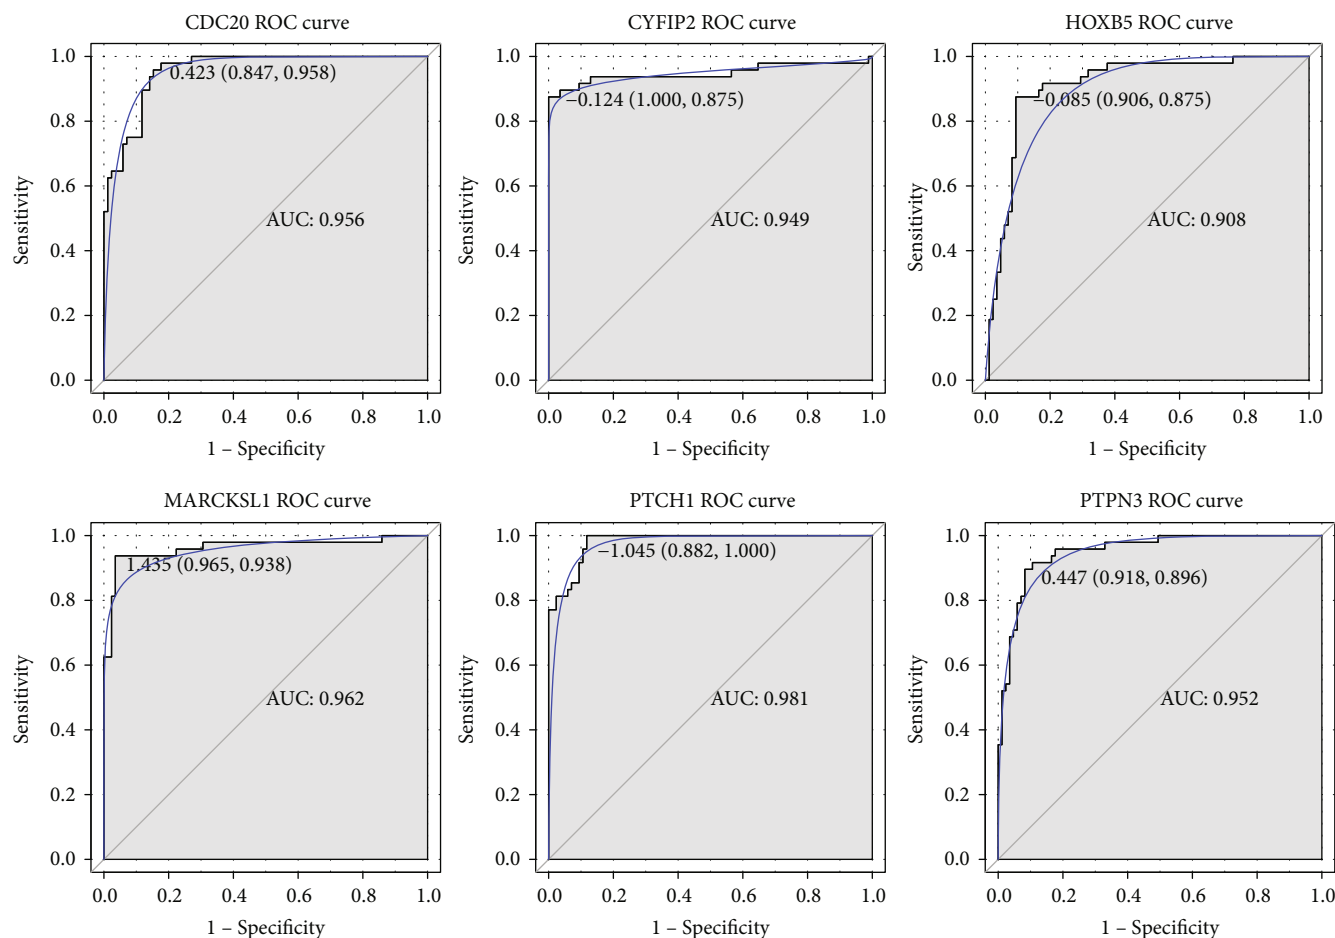 CDC20 ROC curve
1.0
0.8
0.6
0.4
0.2
0.0
Sensitivity
0.423 (0.847, 0.958)
AUC: 0.956
0.0 0.2 0.4 0.6 0.8 1.0
1 – Specificity
CYFIP2 ROC curve
1.0
0.8
0.6
0.4
0.2
0.0
Sensitivity
−0.124 (1.000, 0.875)
AUC: 0.949
0.0 0.2 0.4 0.6 0.8 1.0
1 – Specificity
HOXB5 ROC curve
1.0
0.8
0.6
0.4
0.2
0.0
Sensitivity
−0.085 (0.906, 0.875)
AUC: 0.908
0.0 0.2 0.4 0.6 0.8 1.0
1 – Specificity
MARCKSL1 ROC curve
1.0
0.8
0.6
0.4
0.2
0.0
Sensitivity
1.435 (0.965, 0.938)
AUC: 0.962
0.0 0.2 0.4 0.6 0.8 1.0
1 – Specificity
PTCH1 ROC curve
1.0
0.8
0.6
0.4
0.2
0.0
Sensitivity
−1.045 (0.882, 1.000)
AUC: 0.981
0.0 0.2 0.4 0.6 0.8 1.0
1 – Specificity
PTPN3 ROC curve
1.0
0.8
0.6
0.4
0.2
0.0
Sensitivity
0.447 (0.918, 0.896)
AUC: 0.952
0.0 0.2 0.4 0.6 0.8 1.0
1 – Specificity